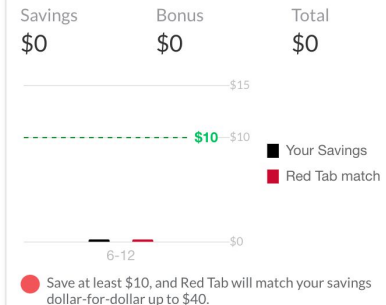 Savings Bonus Total
$0 $0 $0
$15
$10 $10
Your Savings
Red Tab match
$0
6-12
Save at least $10, and Red Tab will match your savings
dollar-for-dollar up to $40.